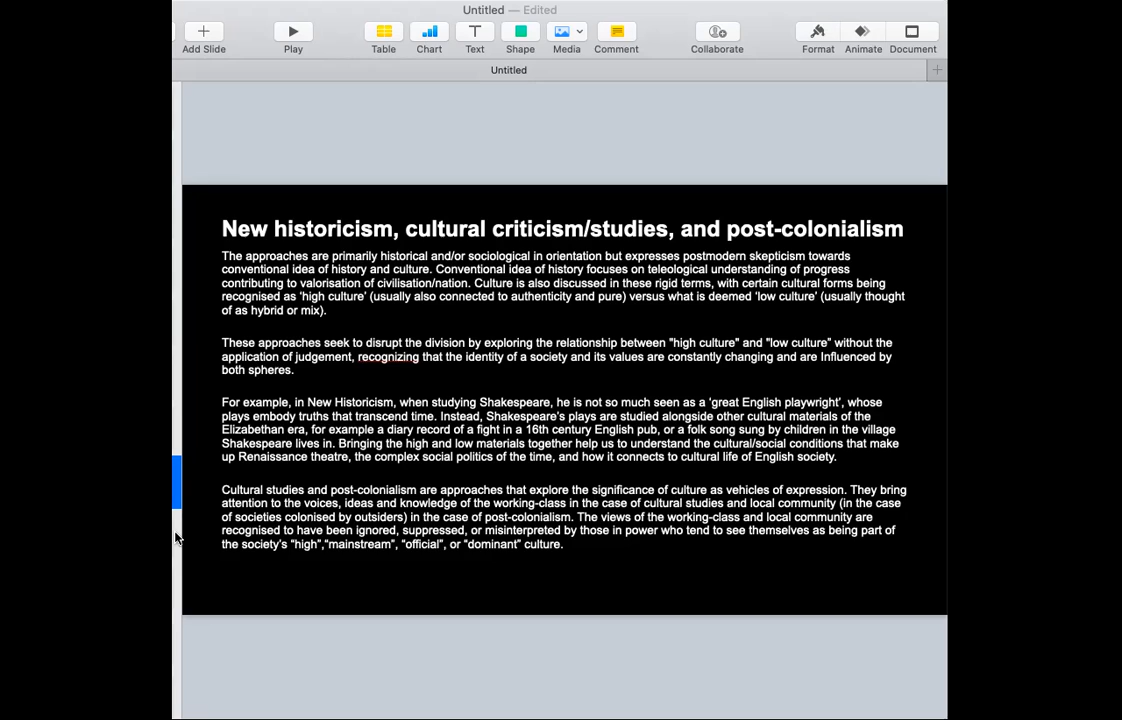 Untitled — Edited
Add Slide
Play
Table
Chart
Text
Shape
Media
Comment
Collaborate
Format
Animate
Document
Untitled
New historicism, cultural criticism/studies, and post-colonialism
The approaches are primarily historical and/or sociological in orientation but expresses postmodern skepticism towards
conventional idea of history and culture. Conventional idea of history focuses on teleological understanding of progress
contributing to valorisation of civilisation/nation. Culture is also discussed in these rigid terms, with certain cultural forms being
recognised as ‘high culture’ (usually also connected to authenticity and pure) versus what is deemed ‘low culture’ (usually thought
of as hybrid or mix).
These approaches seek to disrupt the division by exploring the relationship between "high culture" and "low culture" without the
application of judgement, recognizing that the identity of a society and its values are constantly changing and are Influenced by
both spheres.
For example, in New Historicism, when studying Shakespeare, he is not so much seen as a ‘great English playwright’, whose
plays embody truths that transcend time. Instead, Shakespeare’s plays are studied alongside other cultural materials of the
Elizabethan era, for example a diary record of a fight in a 16th century English pub, or a folk song sung by children in the village
Shakespeare lives in. Bringing the high and low materials together help us to understand the cultural/social conditions that make
up Renaissance theatre, the complex social politics of the time, and how it connects to cultural life of English society.
Cultural studies and post-colonialism are approaches that explore the significance of culture as vehicles of expression. They bring
attention to the voices, ideas and knowledge of the working-class in the case of cultural studies and local community (in the case
of societies colonised by outsiders) in the case of post-colonialism. The views of the working-class and local community are
recognised to have been ignored, suppressed, or misinterpreted by those in power who tend to see themselves as being part of
the society’s “high”,“mainstream”, “official”, or “dominant” culture.